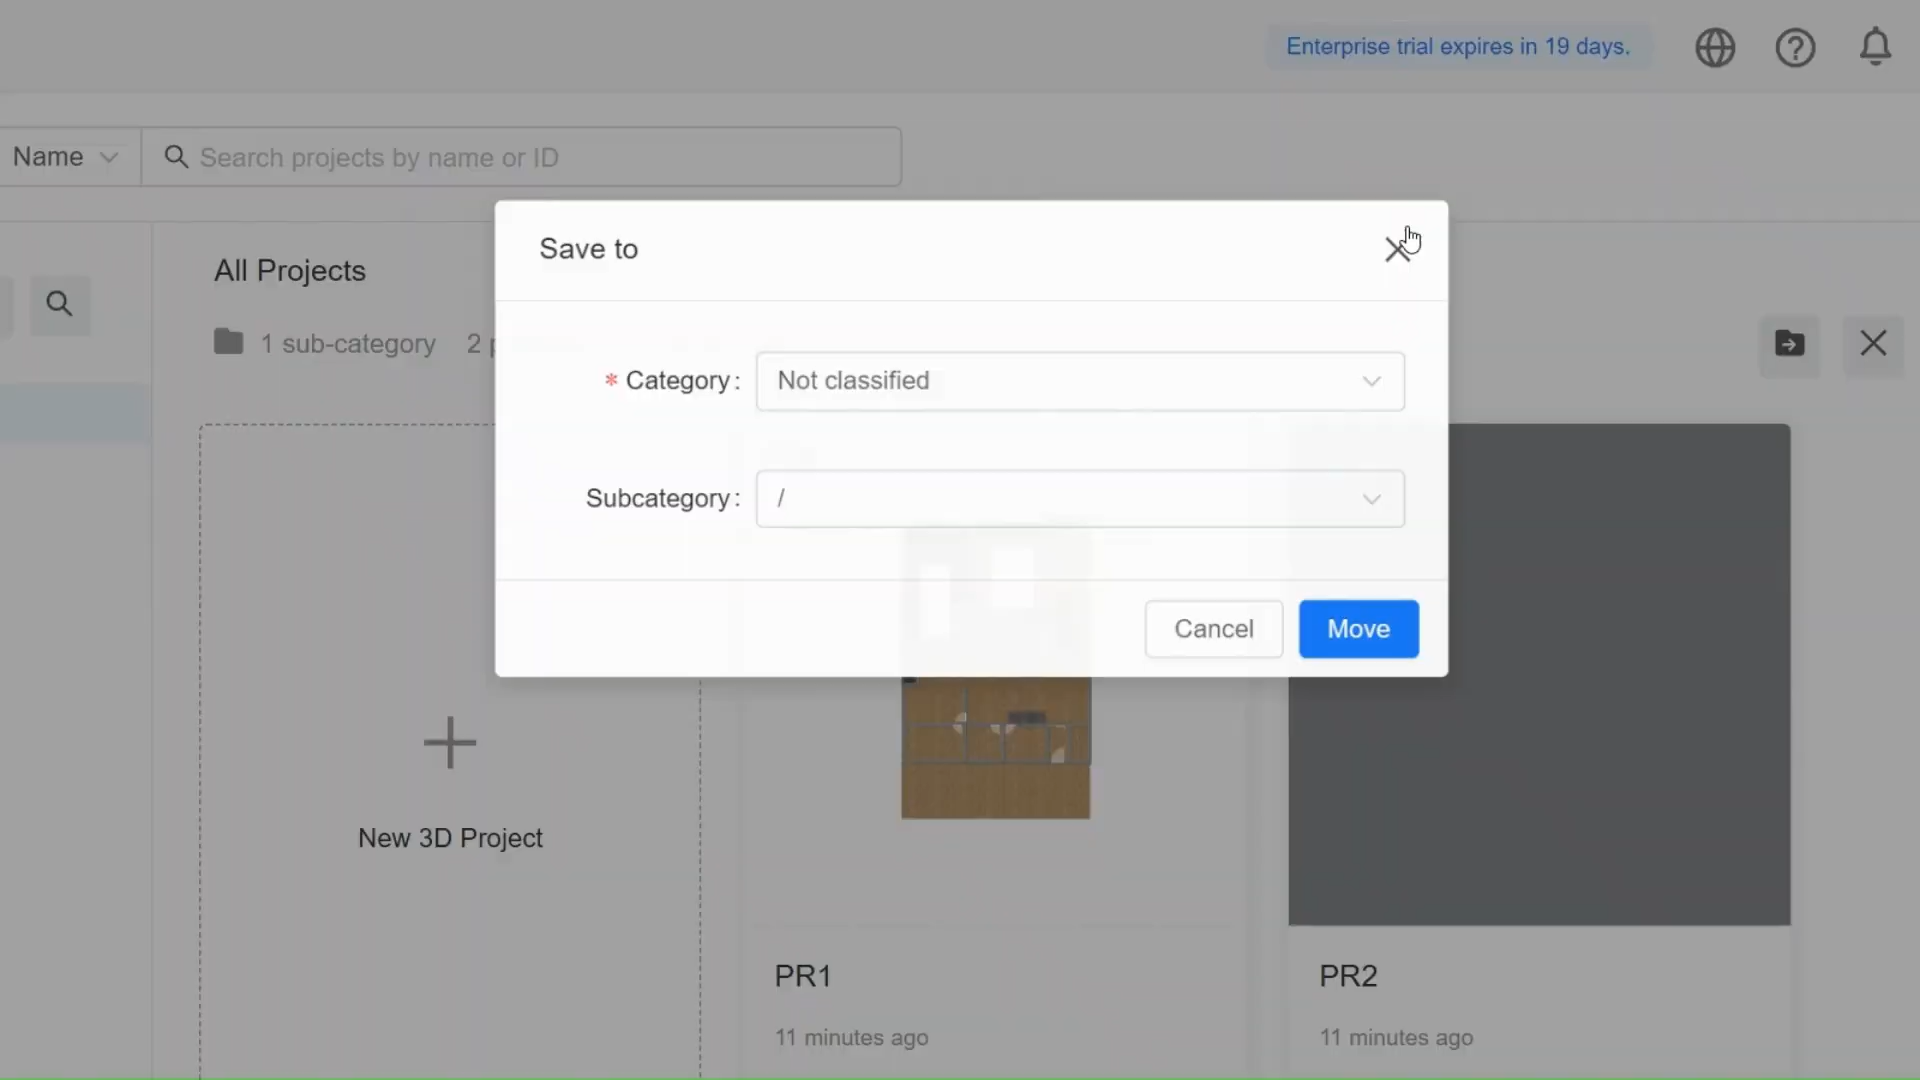 Enterprise trial expires in 19 days.
Name
Search projects by name or ID
Save to
All Projects
1 sub-category 2
* Category:
Not classified
Subcategory:
/
Cancel
Move
New 3D Project
PR1
PR2
11 minutes ago
11 minutes ago